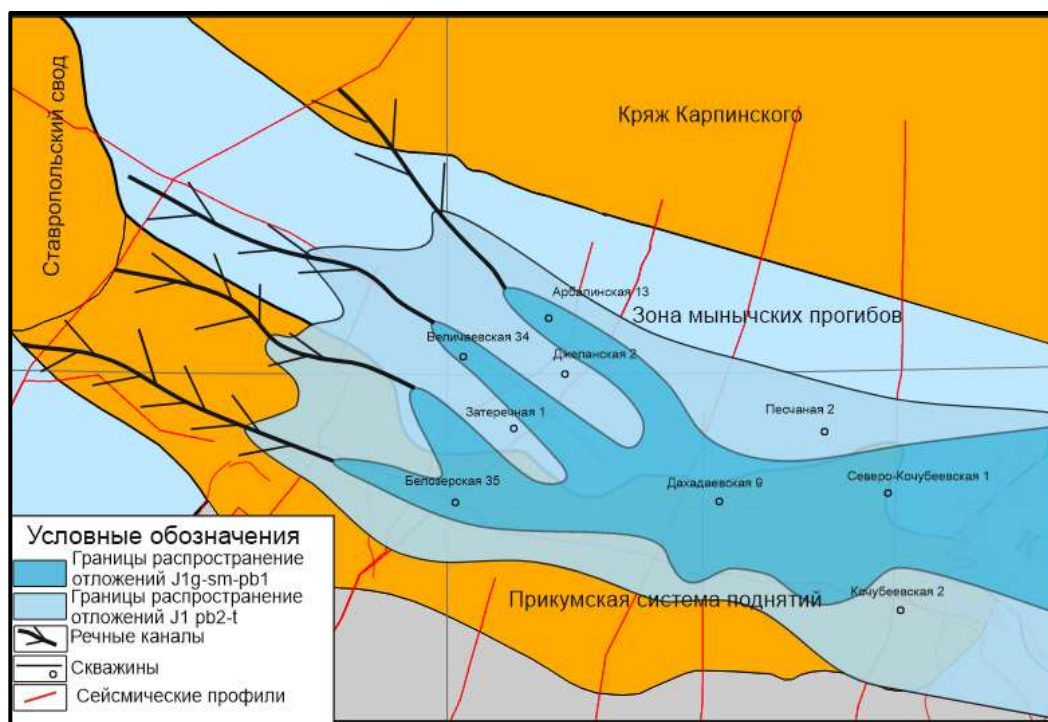 Ставропольский свод
Кряж Карпинского
Арбалинская 13
Зона мынычских прогибов
Величаевская 34
Джеланская 2
Затеречная 1
Песчаная 2
Белозерская 35
Дахадаевская 9
Северо-Кочубеевская 1
Прикумская система поднятий
Кочубеевская 2
Условные обозначения
Границы распространение
отложений J1g-sm-pb1
Границы распространение
отложений J1 pb2-t
Речные каналы
Скважины
Сейсмические профили